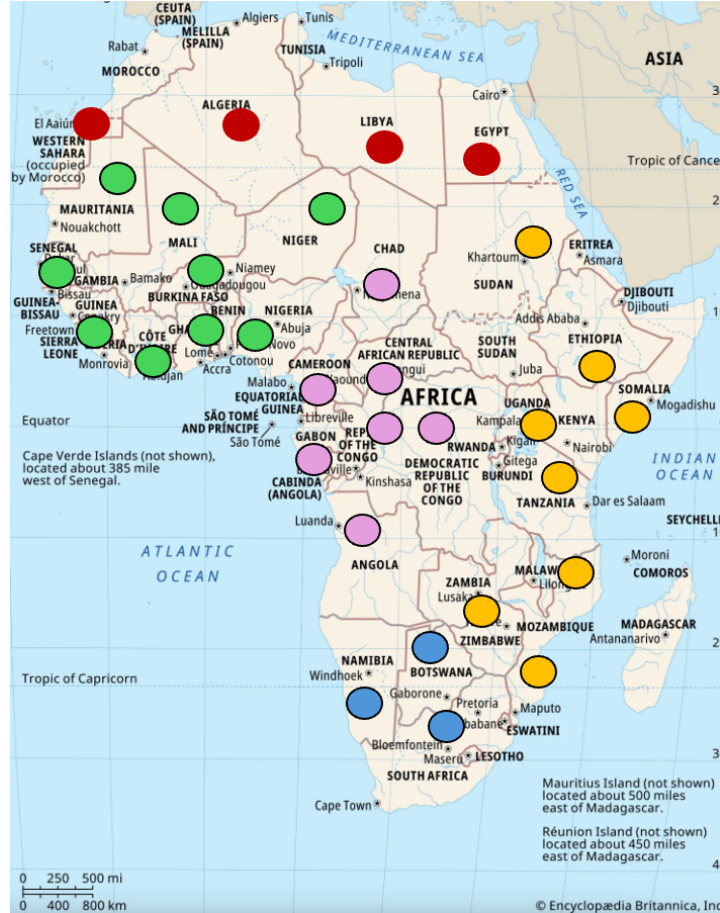 CEUTA
(SPAIN)
Algiers
Tunis
MELILLA
(SPAIN)
MEDITERRANEAN SEA
Rabat
TUNISIA
Tripoli
ASIA
MOROCCO
Cairo
ALGERIA
LIBYA
EGYPT
El Aaiún
WESTERN
SAHARA
(occupied
by Morocco)
Tropic of Cance
RED SEA
MAURITANIA
Nouakchott
MALI
NIGER
CHAD
Khartoum
ERITREA
Asmara
SUDAN
SENEGAL
GAMBIA
Bamako
Niamey
Ouagadougou
BURKINA FASO
Bissau
GUINEA-
BISSAU
GUINEA
Conakry
BENIN
NIGERIA
Abuja
DJIBOUTI
Djibouti
Addis Ababa
ETHIOPIA
Freetown
SIERRA
LEONE
Monrovia
CÔTE
Lomé
Accra
Cotonou
CAMEROON
CENTRAL
AFRICAN REPUBLIC
SOUTH
SUDAN
Juba
SOMALIA
Mogadishu
Malabo
EQUATORIAL
GUINEA
AFRICA
UGANDA
Kampala
KENYA
Nairobi
Equator
SÃO TOMÉ
AND PRÍNCIPE
São Tomé
Libreville
GABON
OF THE
CONGO
RWANDA
Kigali
Gitega
BURUNDI
DEMOCRATIC
REPUBLIC
OF THE
CONGO
Kinshasa
CABINDA
(ANGOLA)
TANZANIA
Dar es Salaam
INDIAN
OCEAN
Cape Verde Islands (not shown),
located about 385 mile
west of Senegal.
Luanda
ANGOLA
SEYCHELL
ATLANTIC
OCEAN
Moroni
COMOROS
ZAMBIA
Lusaka
MOZAMBIQUE
ZIMBABWE
MADAGASCAR
Antananarivo
Tropic of Capricorn
NAMIBIA
Windhoek
BOTSWANA
Gaborone
Pretoria
Maputo
ESWATINI
Bloemfontein
Maseru
LESOTHO
SOUTH AFRICA
Cape Town
Mauritius Island (not shown)
located about 500 miles
east of Madagascar.
Réunion Island (not shown)
located about 450 miles
east of Madagascar.
0 250 500 mi
0 400 800 km
© Encyclopædia Britannica, Inc